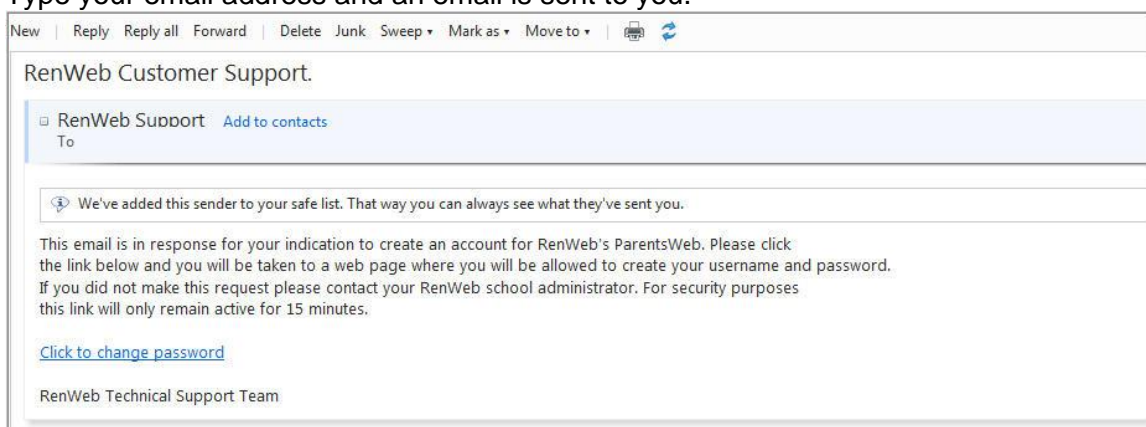 Type your email address and an email is sent to you.
New | Reply Reply all Forward | Delete Junk Sweep Mark as Move to |
RenWeb Customer Support.
RenWeb Support Add to contacts
To
We've added this sender to your safe list. That way you can always see what they've sent you.
This email is in response for your indication to create an account for RenWeb's ParentsWeb. Please click
the link below and you will be taken to a web page where you will be allowed to create your username and password.
If you did not make this request please contact your RenWeb school administrator. For security purposes
this link will only remain active for 15 minutes.
Click to change password
RenWeb Technical Support Team